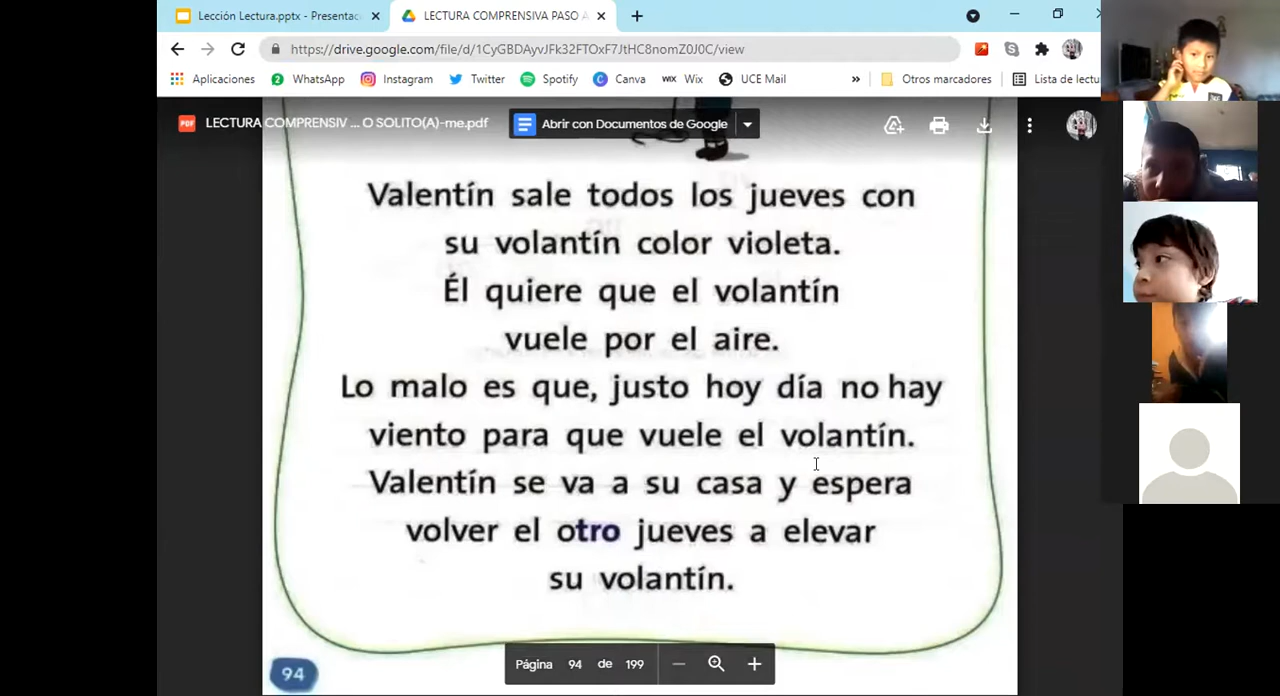 Lección Lectura.pptx - Presentac
LECTURA COMPRENSIVA PASO A
https://drive.google.com/file/d/1CyGBDAyvJFk32FTOxF7JtHC8nomZ0J0C/view
Aplicaciones 2 WhatsApp Instagram Twitter Spotify C Canva WIX Wix UCE Mail » Otros marcadores Lista de lectu
PDF LECTURA COMPRENSIV ... O SOLITO(A)-me.pdf Abrir con Documentos de Google
Valentín sale todos los jueves con
su volantín color violeta.
Él quiere que el volantín
vuele por el aire.
Lo malo es que, justo hoy día no hay
viento para que vuele el volantín.
Valentín se va a su casa y espera
volver el otro jueves a elevar
su volantín.
94
Página 94 de 199